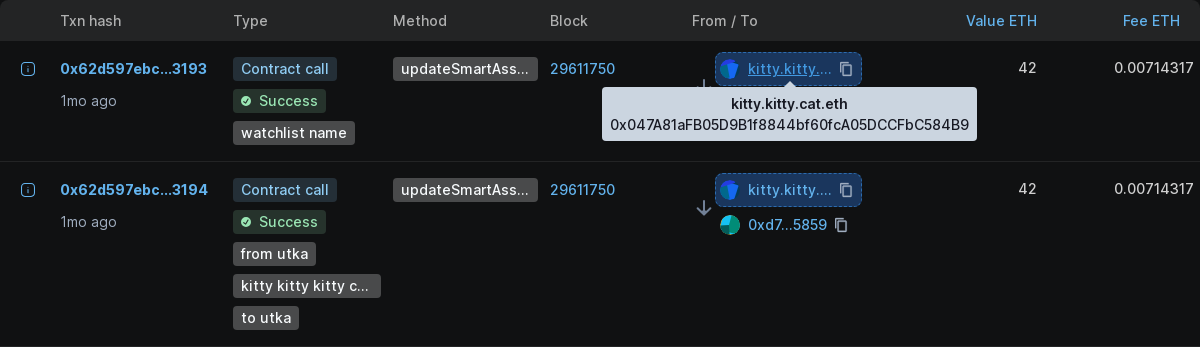 Txn hash Type Method Block From / To Value ETH Fee ETH
0x62d597ebc...3193 Contract call updateSmartAss... 29611750 kitty.kitty.... 42 0.00714317
1mo ago Success
kitty.kitty.cat.eth
0x047A81aFB05D9B1f8844bf60fcA05DCCFbC584B9
watchlist name
0x62d597ebc...3194 Contract call updateSmartAss... 29611750 kitty.kitty.... 42 0.00714317
1mo ago Success 0xd7...5859
from utka
kitty kitty kitty c...
to utka